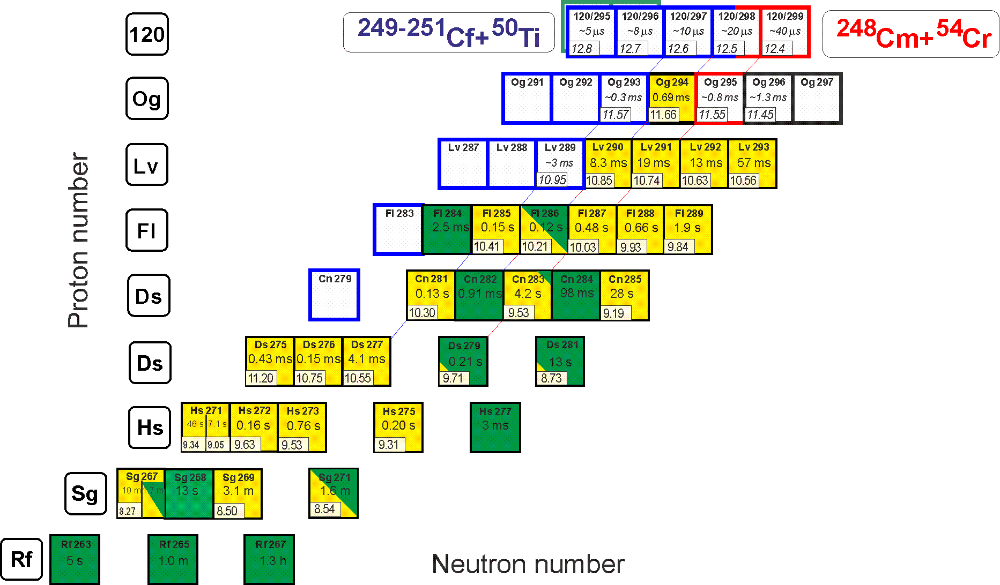 120
249-251Cf+50Ti
120/295 120/296 120/297 120/298 120/299
~5 µs ~8 µs ~10 µs ~20 µs ~40 µs
12.8 12.7 12.6 12.5 12.4
248Cm+54Cr
Og
Og 291 Og 292 Og 293 Og 294 Og 295 Og 296 Og 297
~0.3 ms 0.69 ms ~0.8 ms ~1.3 ms
11.57 11.66 11.55 11.45
Lv
Lv 287 Lv 288 Lv 289 Lv 290 Lv 291 Lv 292 Lv 293
~3 ms 8.3 ms 19 ms 13 ms 57 ms
10.95 10.85 10.74 10.63 10.56
Proton number
Fl
Fl 283 Fl 284 Fl 285 Fl 286 Fl 287 Fl 288 Fl 289
2.5 ms 0.15 s 0.12 s 0.48 s 0.66 s 1.9 s
10.41 10.21 10.03 9.93 9.84
Ds
Cn 279 Cn 281 Cn 282 Cn 283 Cn 284 Cn 285
0.13 s 0.91 ms 4.2 s 98 ms 28 s
10.30 9.53 9.19
Ds
Ds 275 Ds 276 Ds 277 Ds 279 Ds 281
0.43 ms 0.15 ms 4.1 ms 0.21 s 13 s
11.20 10.75 10.55 9.71 8.73
Hs
Hs 271 Hs 272 Hs 273 Hs 275 Hs 277
46 s 7.1 s 0.16 s 0.76 s 0.20 s 3 ms
9.34 9.05 9.63 9.53 9.31
Sg
Sg 267 Sg 268 Sg 269 Sg 271
10 m 1.7 m 13 s 3.1 m 1.6 m
8.27 8.50 8.54
Rf
Rf 263 Rf 265 Rf 267
5 s 1.0 m 1.3 h
Neutron number